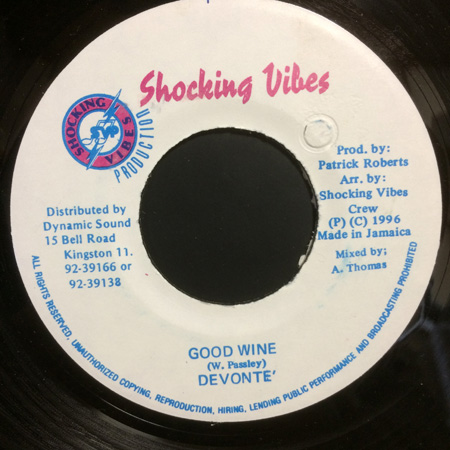 Shocking Vibes
SHOCKING
VIBES
PRODUCTION
Prod. by:
Patrick Roberts
Arr. by:
Shocking Vibes
Crew
(P) (C) 1996
Made in Jamaica
Mixed by;
A. Thomas
Distributed by
Dynamic Sound
15 Bell Road
Kingston 11.
92-39166 or
92-39138
GOOD WINE
(W. Passley)
DEVONTE'
ALL RIGHTS RESERVED, UNAUTHORIZED COPYING, REPRODUCTION, HIRING, LENDING PUBLIC PERFORMANCE AND BROADCASTING PROHIBITED